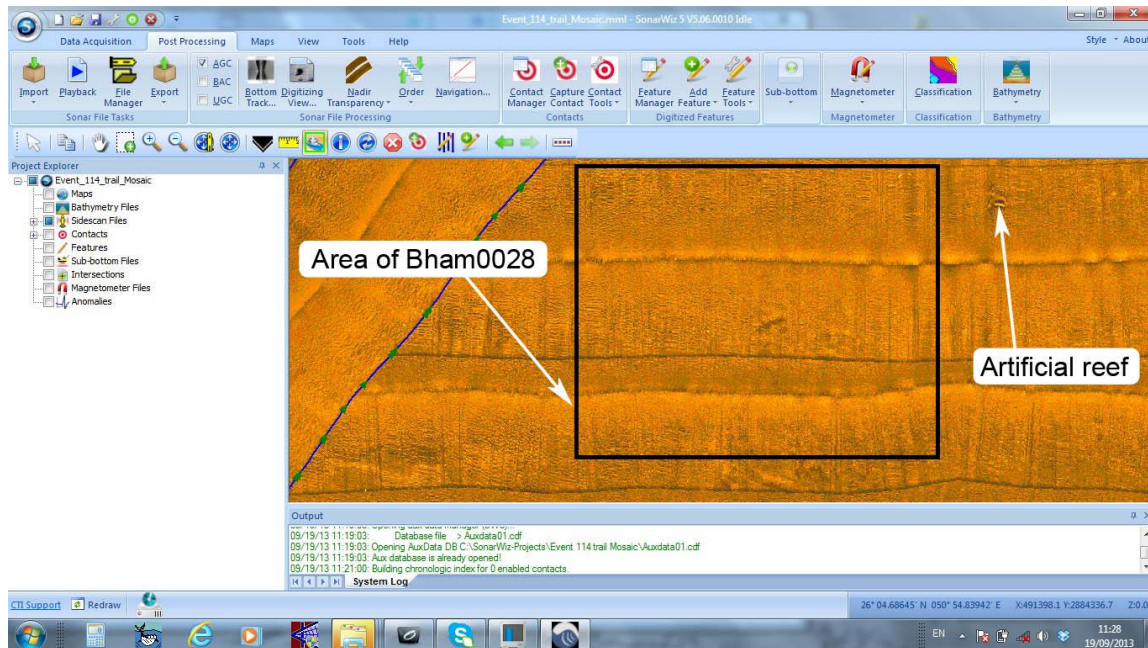 Event_114_trail_Mosaic.mml - SonarWiz 5 V5.06.0010 Idle
Data Acquisition Post Processing Maps View Tools Help Style About
Import Playback File Manager Export
AGC
BAC
UGC
Bottom Track... Digitizing View... Nadir Transparency Order Navigation...
Contact Manager Capture Contact Contact Tools
Feature Manager Add Feature Feature Tools
Sub-bottom Magnetometer Classification Bathymetry
Sonar File Tasks Sonar File Processing Contacts Digitized Features Magnetometer Classification Bathymetry
Project Explorer
Event_114_trail_Mosaic
Maps
Bathymetry Files
Sidescan Files
Contacts
Features
Sub-bottom Files
Intersections
Magnetometer Files
Anomalies
Area of Bham0028
Artificial reef
Output
09/19/13 11:19:03: Database file > Auxdata01.cdf
09/19/13 11:19:03: Opening AuxData DB C:\SonarWiz-Projects\Event 114 trail Mosaic\Auxdata01.cdf
09/19/13 11:19:03: Aux database is already opened!
09/19/13 11:21:00: Building chronologic index for 0 enabled contacts.
System Log
CTI Support Redraw
26° 04.68645' N 050° 54.83942' E X:491398.1 Y:2884336.7 Z:0.0
EN
11:28
19/09/2013